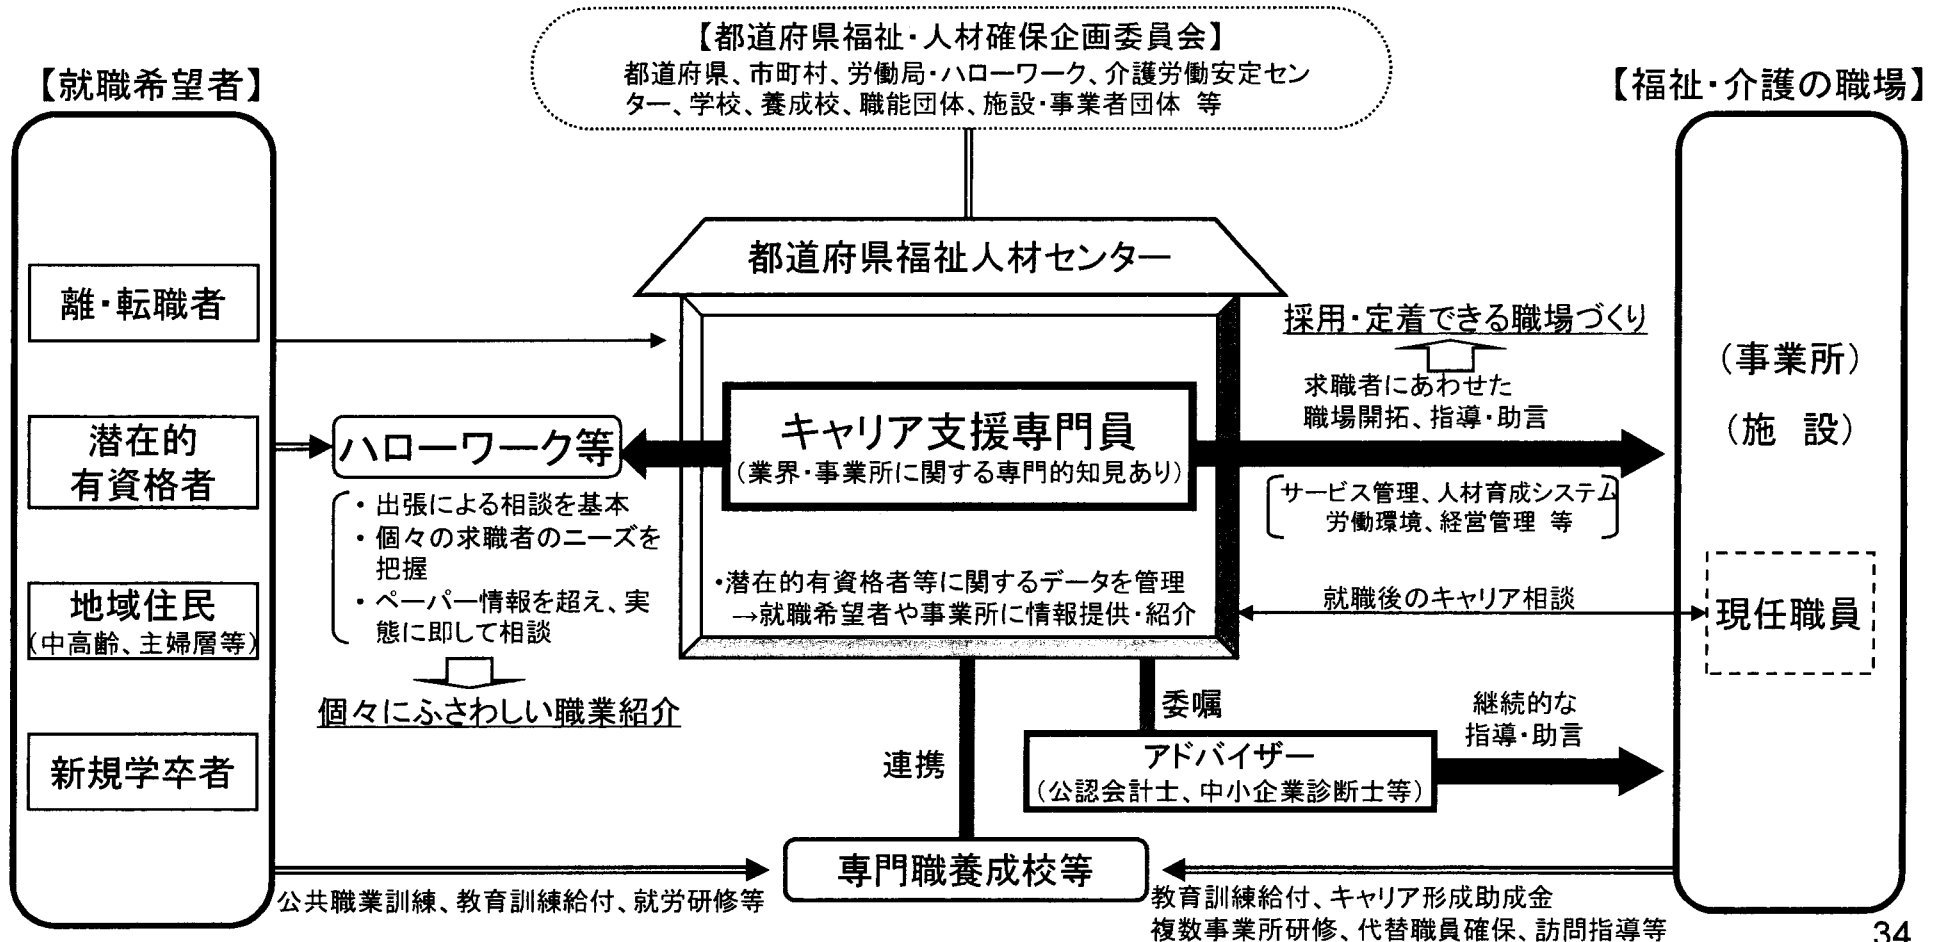 【都道府県福祉・人材確保企画委員会】
都道府県、市町村、労働局・ハローワーク、介護労働安定セン
ター、学校、養成校、職能団体、施設・事業者団体 等
【就職希望者】
離・転職者
潜在的
有資格者
地域住民
(中高齢、主婦層等)
新規学卒者
都道府県福祉人材センター
キャリア支援専門員
(業界・事業所に関する専門的知見あり)
・潜在的有資格者等に関するデータを管理
→就職希望者や事業所に情報提供・紹介
ハローワーク等
・出張による相談を基本
・個々の求職者のニーズを
把握
・ペーパー情報を超え、実
態に即して相談
個々にふさわしい職業紹介
採用・定着できる職場づくり
求職者にあわせた
職場開拓、指導・助言
サービス管理、人材育成システム
労働環境、経営管理 等
就職後のキャリア相談
【福祉・介護の職場】
(事業所)
(施 設)
現任職員
委嘱
連携
アドバイザー
(公認会計士、中小企業診断士等)
継続的な
指導・助言
専門職養成校等
公共職業訓練、教育訓練給付、就労研修等
教育訓練給付、キャリア形成助成金
複数事業所研修、代替職員確保、訪問指導等
34